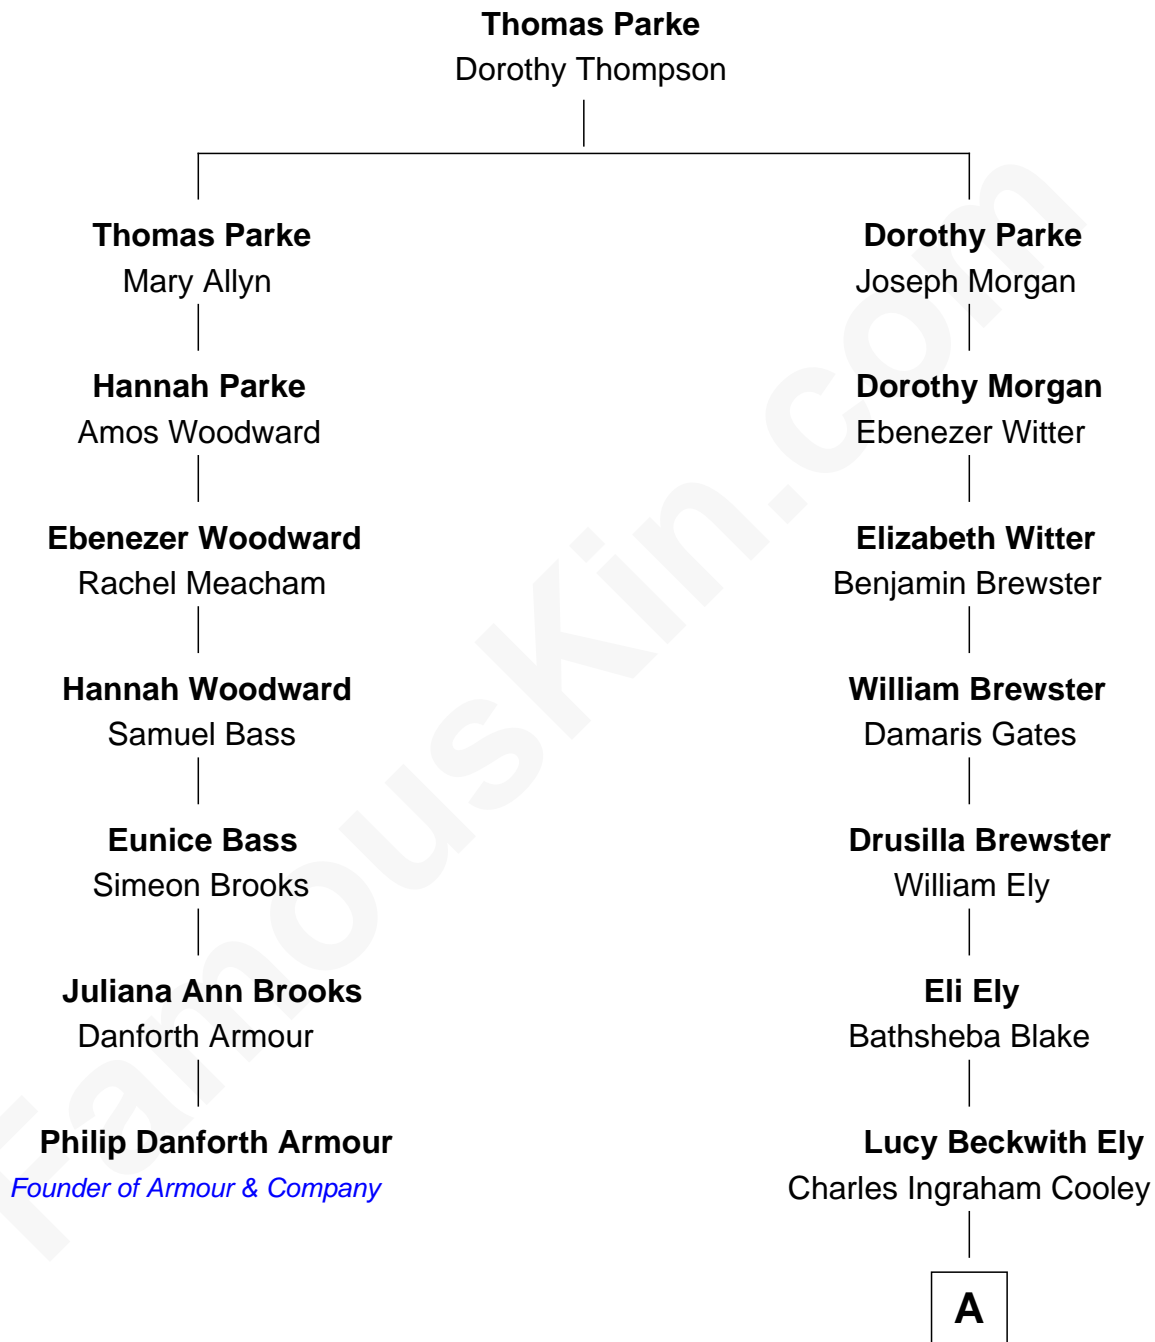 Thomas Parke
Dorothy Thompson
Thomas Parke
Mary Allyn
Hannah Parke
Amos Woodward
Ebenezer Woodward
Rachel Meacham
Hannah Woodward
Samuel Bass
Eunice Bass
Simeon Brooks
Juliana Ann Brooks
Danforth Armour
Philip Danforth Armour
Founder of Armour & Company
Dorothy Parke
Joseph Morgan
Dorothy Morgan
Ebenezer Witter
Elizabeth Witter
Benjamin Brewster
William Brewster
Damaris Gates
Drusilla Brewster
William Ely
Eli Ely
Bathsheba Blake
Lucy Beckwith Ely
Charles Ingraham Cooley
A
FamousKin.com